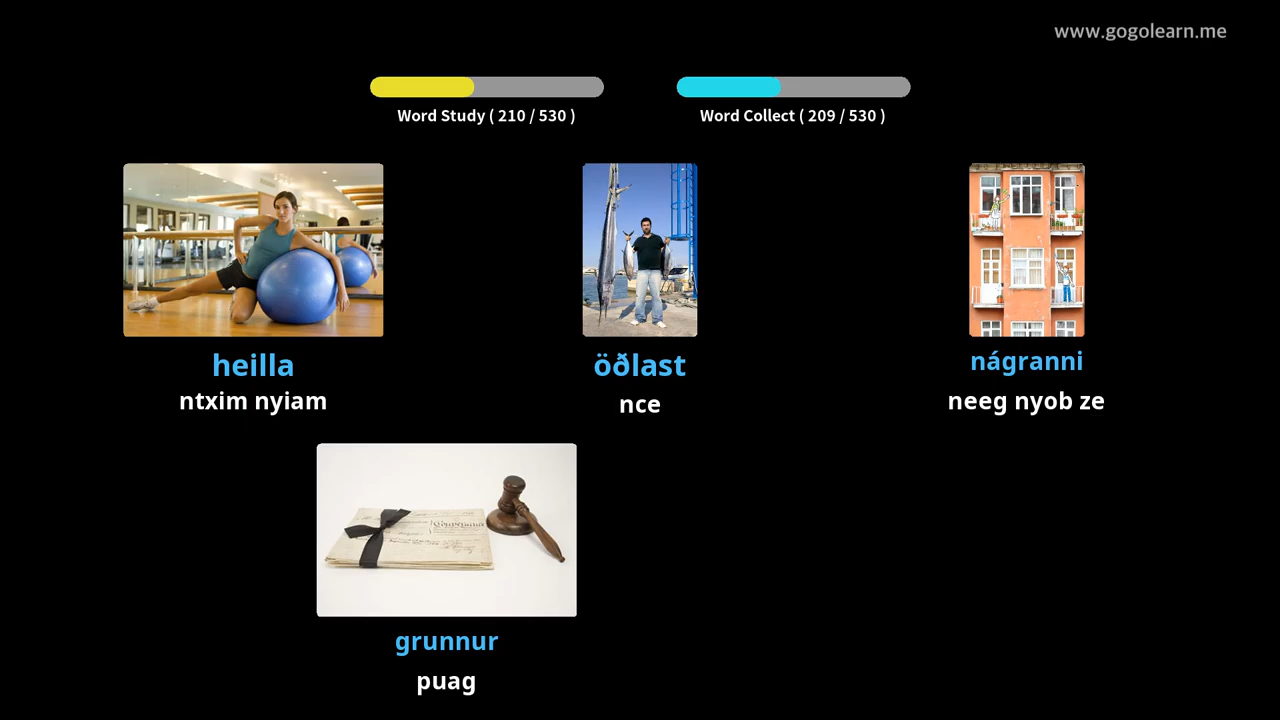 www.gogolearn.me
Word Study ( 210 / 530 )
Word Collect ( 209 / 530 )
heilla
ntxim nyiam
öðlast
nce
nágranni
neeg nyob ze
grunnur
puag